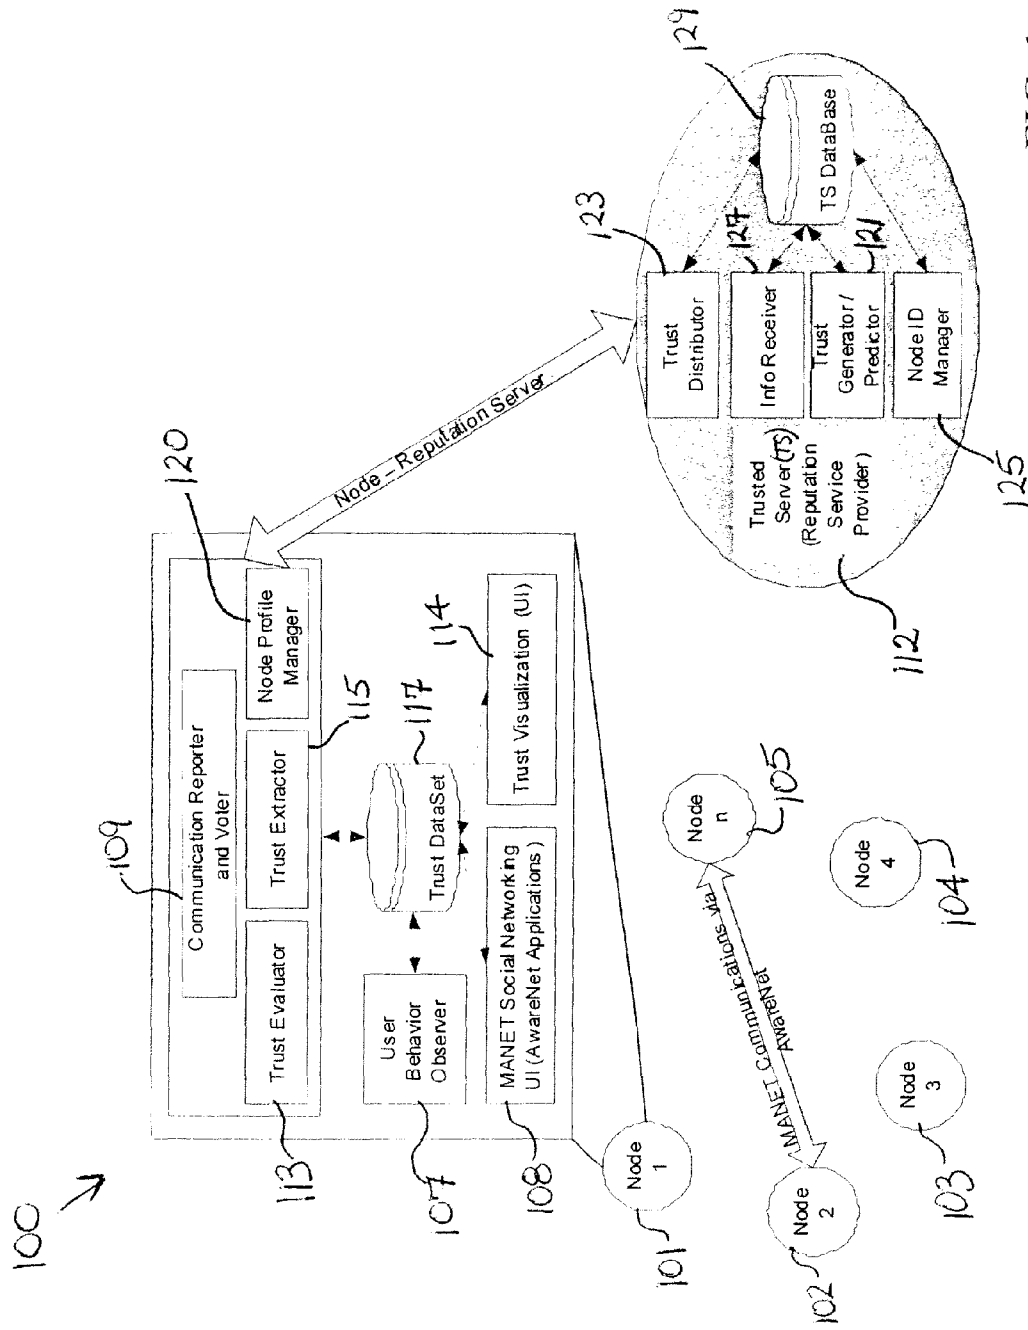 100
109
Communication Reporter
and Voter
120
113
Trust Evaluator
Trust Extractor
115
Node Profile
Manager
Node – Reputation Server
107
User
Behavior
Observer
Trust DataSet
117
114
108
MANET Social Networking
UI (AwareNet Applications)
Trust Visualization (UI)
101
Node
1
102
Node
2
MANET Communications via
AwareNet
Node
n
105
103
Node
3
Node
4
104
123
Trust
Distributor
129
127
Info Receiver
TS DataBase
Trusted
Server(TS)
(Reputation
Service
Provider)
Trust
Generator /
Predictor
121
112
Node ID
Manager
125